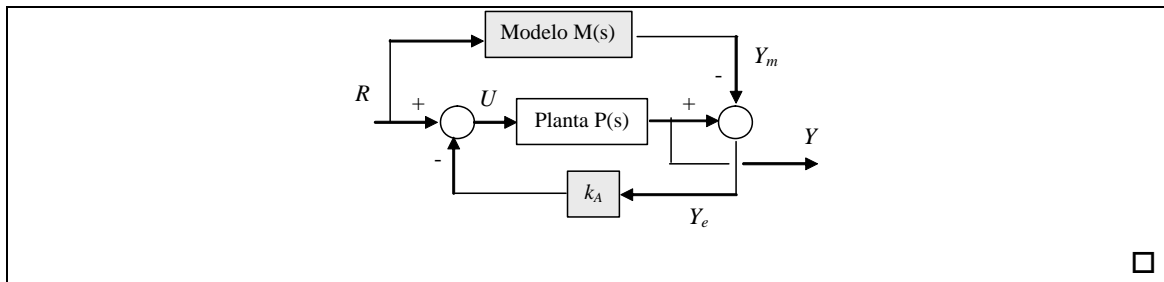 Modelo M(s)
Y_m
-
R
+
U
Planta P(s)
+
Y
-
k_A
Y_e